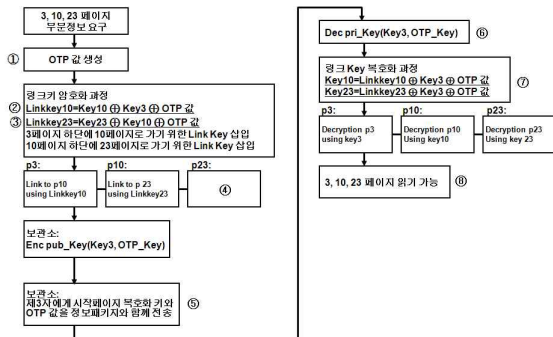 3, 10, 23 페이지
부분정보 요구
①
OTP 값 생성
링크키 암호화 과정
② Linkkey10=Key10 ⊕ Key3 ⊕ OTP 값
③ Linkkey23=Key23 ⊕ Key10 ⊕ OTP 값
3페이지 하단에 10페이지로 가기 위한 Link Key 삽입
10페이지 하단에 23페이지로 가기 위한 Link Key 삽입
p3: p10: p23:
Link to p10
using Linkkey10
Link to p 23
using Linkkey23
④
보관소:
Enc pub_Key(Key3, OTP_Key)
보관소:
제3자에게 시작페이지 복호화 키와
OTP 값을 정보패키지와 함께 전송
⑤
Dec pri_Key(Key3, OTP_Key)
⑥
링크 Key 복호화 과정
Key10=Linkkey10 ⊕ Key3 ⊕ OTP 값
Key23=Linkkey23 ⊕ Key10 ⊕ OTP 값
⑦
p3: p10: p23:
Decryption p3
using key3
Decryption p10
Using key10
Decryption p23
Using key 23
3, 10, 23 페이지 읽기 가능
⑧